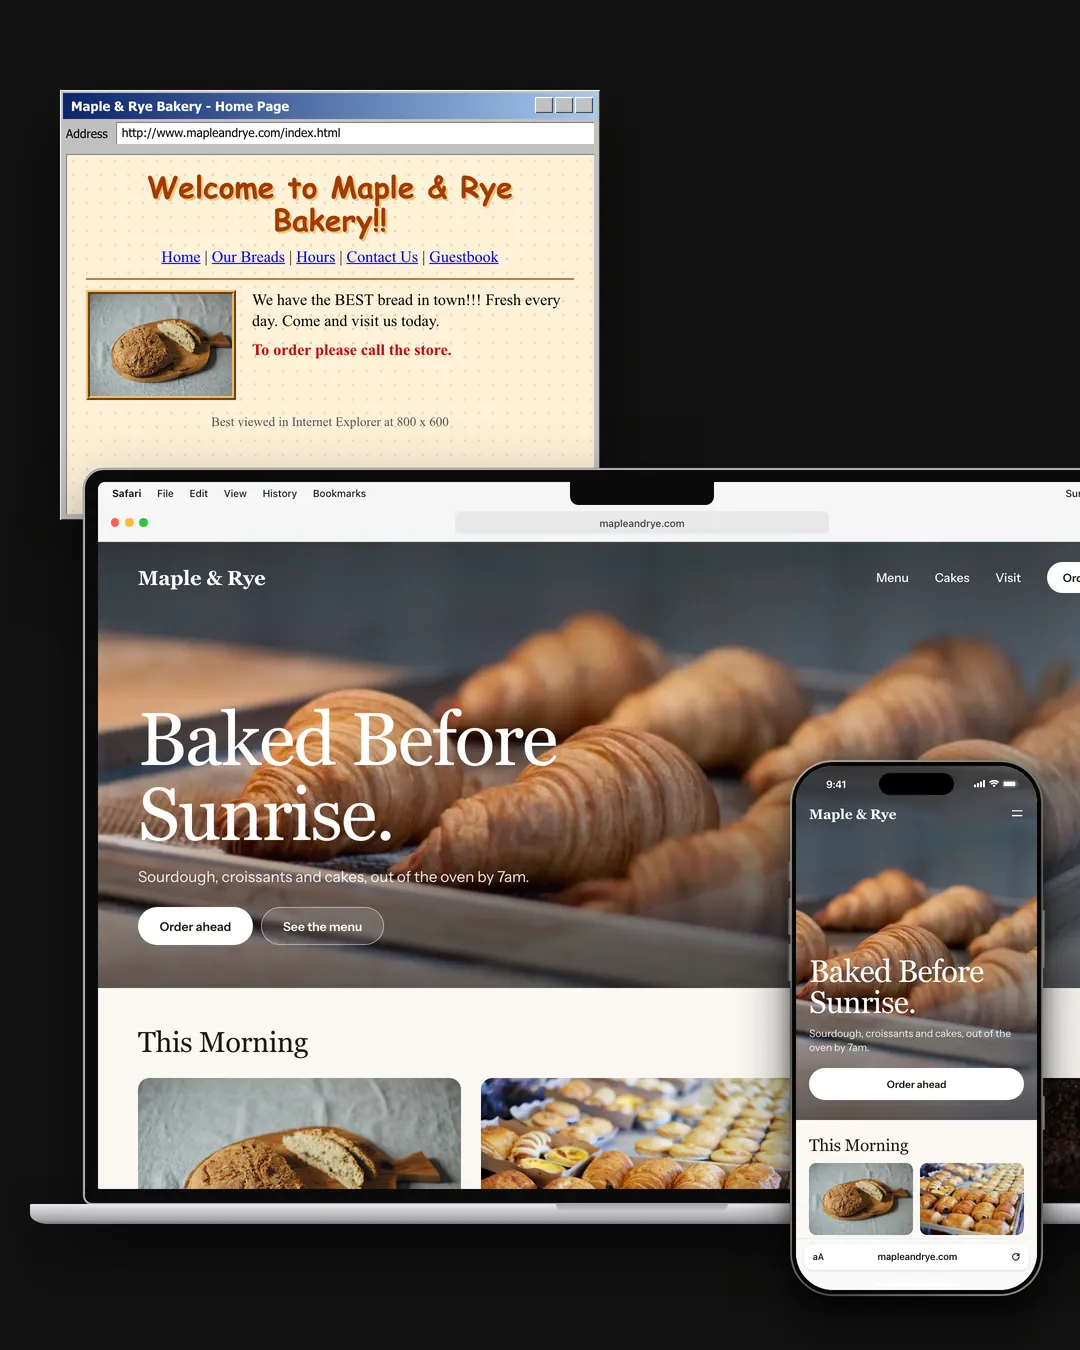 Maple & Rye Bakery - Home Page
Address http://www.mapleandrye.com/index.html
Welcome to Maple & Rye
Bakery!!
Home | Our Breads | Hours | Contact Us | Guestbook
We have the BEST bread in town!!! Fresh every
day. Come and visit us today.
To order please call the store.
Best viewed in Internet Explorer at 800 x 600
Safari File Edit View History Bookmarks
mapleandrye.com
Maple & Rye
Menu Cakes Visit
Baked Before
Sunrise.
Sourdough, croissants and cakes, out of the oven by 7am.
Order ahead See the menu
This Morning
9:41
Maple & Rye
Baked Before
Sunrise.
Sourdough, croissants and cakes, out of the
oven by 7am.
Order ahead
This Morning
aA mapleandrye.com